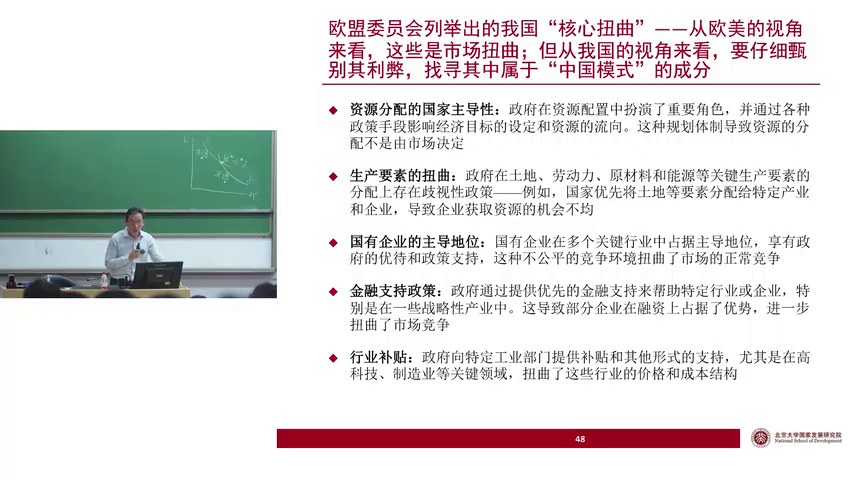 欧盟委员会列举出的我国“核心扭曲”——从欧美的视角
来看，这些是市场扭曲；但从我国的视角来看，要仔细甄
别其利弊，找寻其中属于“中国模式”的成分
◆ 资源分配的国家主导性：政府在资源配置中扮演了重要角色，并通过各种
政策手段影响经济目标的设定和资源的流向。这种规划体制导致资源的分
配不是由市场决定
◆ 生产要素的扭曲：政府在土地、劳动力、原材料和能源等关键生产要素的
分配上存在歧视性政策——例如，国家优先将土地等要素分配给特定产业
和企业，导致企业获取资源的机会不均
◆ 国有企业的主导地位：国有企业在多个关键行业中占据主导地位，享有政
府的优待和政策支持，这种不公平的竞争环境扭曲了市场的正常竞争
◆ 金融支持政策：政府通过提供优先的金融支持来帮助特定行业或企业，特
别是在一些战略性产业中。这导致部分企业在融资上占据了优势，进一步
扭曲了市场竞争
◆ 行业补贴：政府向特定工业部门提供补贴和其他形式的支持，尤其是在高
科技、制造业等关键领域，扭曲了这些行业的价格和成本结构
48
北京大学国家发展研究院
National School of Development